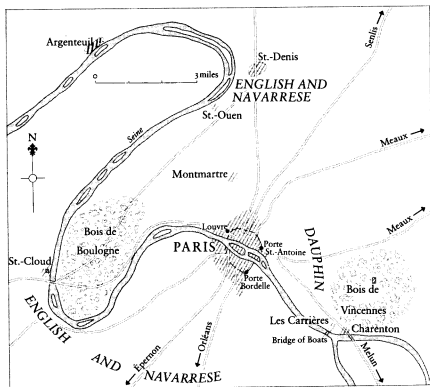 Argenteuil
3 miles
St.-Denis
Senlis
ENGLISH AND
NAVARRESE
St.-Ouen
Seine
N
Meaux
Montmartre
Bois de
Boulogne
Louvre
Meaux
PARIS
Porte
St.-Antoine
DAUPHIN
St.-Cloud
Porte
Bordelle
Bois de
Vincennes
ENGLISH
Les Carrières
Charenton
Bridge of Boats
AND
Épernon
Orléans
Melun
NAVARRESE